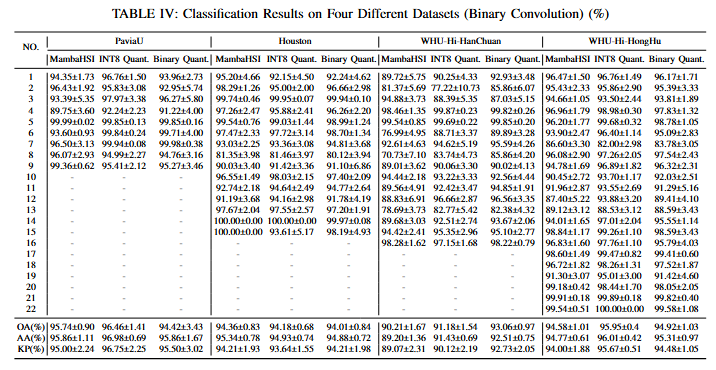 TABLE IV: Classification Results on Four Different Datasets (Binary Convolution) (%)
NO. PaviaU Houston WHU-Hi-HanChuan WHU-Hi-HongHu
MambaHSI INT8 Quant. Binary Quant. MambaHSI INT8 Quant. Binary Quant. MambaHSI INT8 Quant. Binary Quant. MambaHSI INT8 Quant. Binary Quant.
1 94.35±1.73 96.76±1.50 93.96±2.73 95.20±4.66 92.15±4.50 92.24±4.62 89.72±5.75 90.25±4.33 92.93±3.48 96.47±1.50 96.76±1.49 96.17±1.71
2 96.43±1.92 95.83±3.08 92.95±5.74 98.29±1.26 95.00±2.00 96.66±2.98 81.37±5.69 77.22±10.73 85.86±6.07 95.43±2.33 95.86±2.90 95.39±3.33
3 93.39±5.35 97.97±3.38 96.27±5.80 99.74±0.46 99.95±0.07 99.94±0.10 94.88±3.73 88.39±5.35 87.03±5.15 94.66±1.05 93.50±2.44 93.81±1.89
4 89.75±3.60 92.24±2.23 91.22±4.00 97.26±2.47 95.88±2.41 96.26±2.20 98.46±1.35 99.87±0.23 99.82±0.26 96.79±1.79 98.98±0.30 97.83±1.32
5 99.99±0.02 99.85±0.13 99.85±0.16 99.54±0.76 99.03±1.44 98.99±1.24 94.54±0.85 99.69±0.22 99.85±0.20 96.20±1.77 99.68±0.32 98.78±1.05
6 93.60±0.93 99.84±0.24 99.71±4.00 77.47±2.33 97.72±3.14 98.70±1.34 76.99±4.95 88.71±3.37 89.89±3.28 93.90±2.47 96.40±1.14 95.09±2.83
7 96.50±3.13 99.94±0.08 99.98±0.38 93.03±2.25 93.36±3.08 94.81±3.68 92.61±4.63 94.62±5.19 95.59±4.26 86.60±3.30 82.00±2.98 83.78±3.05
8 96.07±2.93 94.99±2.27 94.76±3.16 81.35±3.98 81.46±3.97 80.12±3.94 70.73±7.10 83.74±4.73 85.86±4.20 96.08±2.90 97.26±2.05 97.54±2.43
9 99.36±0.62 95.41±2.12 95.27±3.46 90.03±3.40 91.42±3.36 91.10±6.86 89.01±3.62 90.06±3.30 90.02±4.13 94.78±1.69 96.89±1.82 96.32±2.31
10 - - - 96.55±1.49 98.03±2.15 97.40±2.09 94.44±2.18 93.22±3.33 92.56±4.44 90.45±2.72 93.70±1.17 92.03±2.51
11 - - - 92.74±2.18 94.64±2.49 94.77±2.64 89.56±4.91 92.42±3.47 94.85±1.91 91.96±2.87 93.55±2.69 91.29±5.16
12 - - - 91.19±3.68 94.16±2.98 91.78±4.19 88.83±6.91 96.66±2.87 96.56±3.35 87.40±5.22 93.88±3.20 89.41±4.10
13 - - - 97.67±2.04 97.55±2.57 97.20±1.91 78.69±3.73 82.77±5.42 82.38±4.32 89.12±3.12 88.53±3.12 88.59±3.43
14 - - - 100.00±0.00 100.00±0.00 99.97±0.08 89.68±3.03 92.51±2.74 93.67±2.06 94.01±1.65 97.01±2.04 95.55±1.14
15 - - - 100.00±0.00 93.61±5.17 98.19±4.93 94.42±2.41 95.35±2.96 95.10±2.77 98.84±1.17 99.26±1.10 98.59±3.43
16 - - - - - - 98.28±1.62 97.15±1.68 98.22±0.79 96.83±1.60 97.76±1.10 95.79±4.03
17 - - - - - - - - - 98.60±1.49 99.47±0.82 99.41±0.60
18 - - - - - - - - - 96.72±1.82 98.26±1.31 97.52±1.87
19 - - - - - - - - - 91.30±3.07 95.01±3.00 91.42±4.60
20 - - - - - - - - - 99.18±0.42 98.44±1.70 98.05±2.05
21 - - - - - - - - - 99.91±0.18 99.89±0.18 99.82±0.40
22 - - - - - - - - - 99.54±0.51 100.00±0.00 99.58±1.08
OA(%) 95.74±0.90 96.46±1.41 94.42±3.43 94.36±0.83 94.18±0.68 94.01±0.84 90.21±1.67 91.18±1.54 93.06±0.97 94.58±1.01 95.95±0.4 94.92±1.03
AA(%) 95.86±1.11 96.98±0.69 95.86±1.67 95.34±0.78 94.93±0.74 94.88±0.72 89.20±1.36 91.43±0.69 92.51±0.75 94.77±0.61 96.01±0.42 95.31±0.97
KP(%) 95.00±2.24 96.75±2.25 95.50±3.02 94.21±1.93 93.64±1.55 94.21±1.98 89.07±2.31 90.12±2.19 92.73±2.05 94.00±1.88 95.67±0.51 94.48±1.05